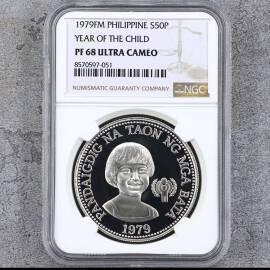 1979FM PHILIPPINE S50P
YEAR OF THE CHILD
PF 68 ULTRA CAMEO
8570597-051
NGC
NUMISMATIC GUARANTY COMPANY
PANDAIGDIG NA TAON NG MGA BATA
1979